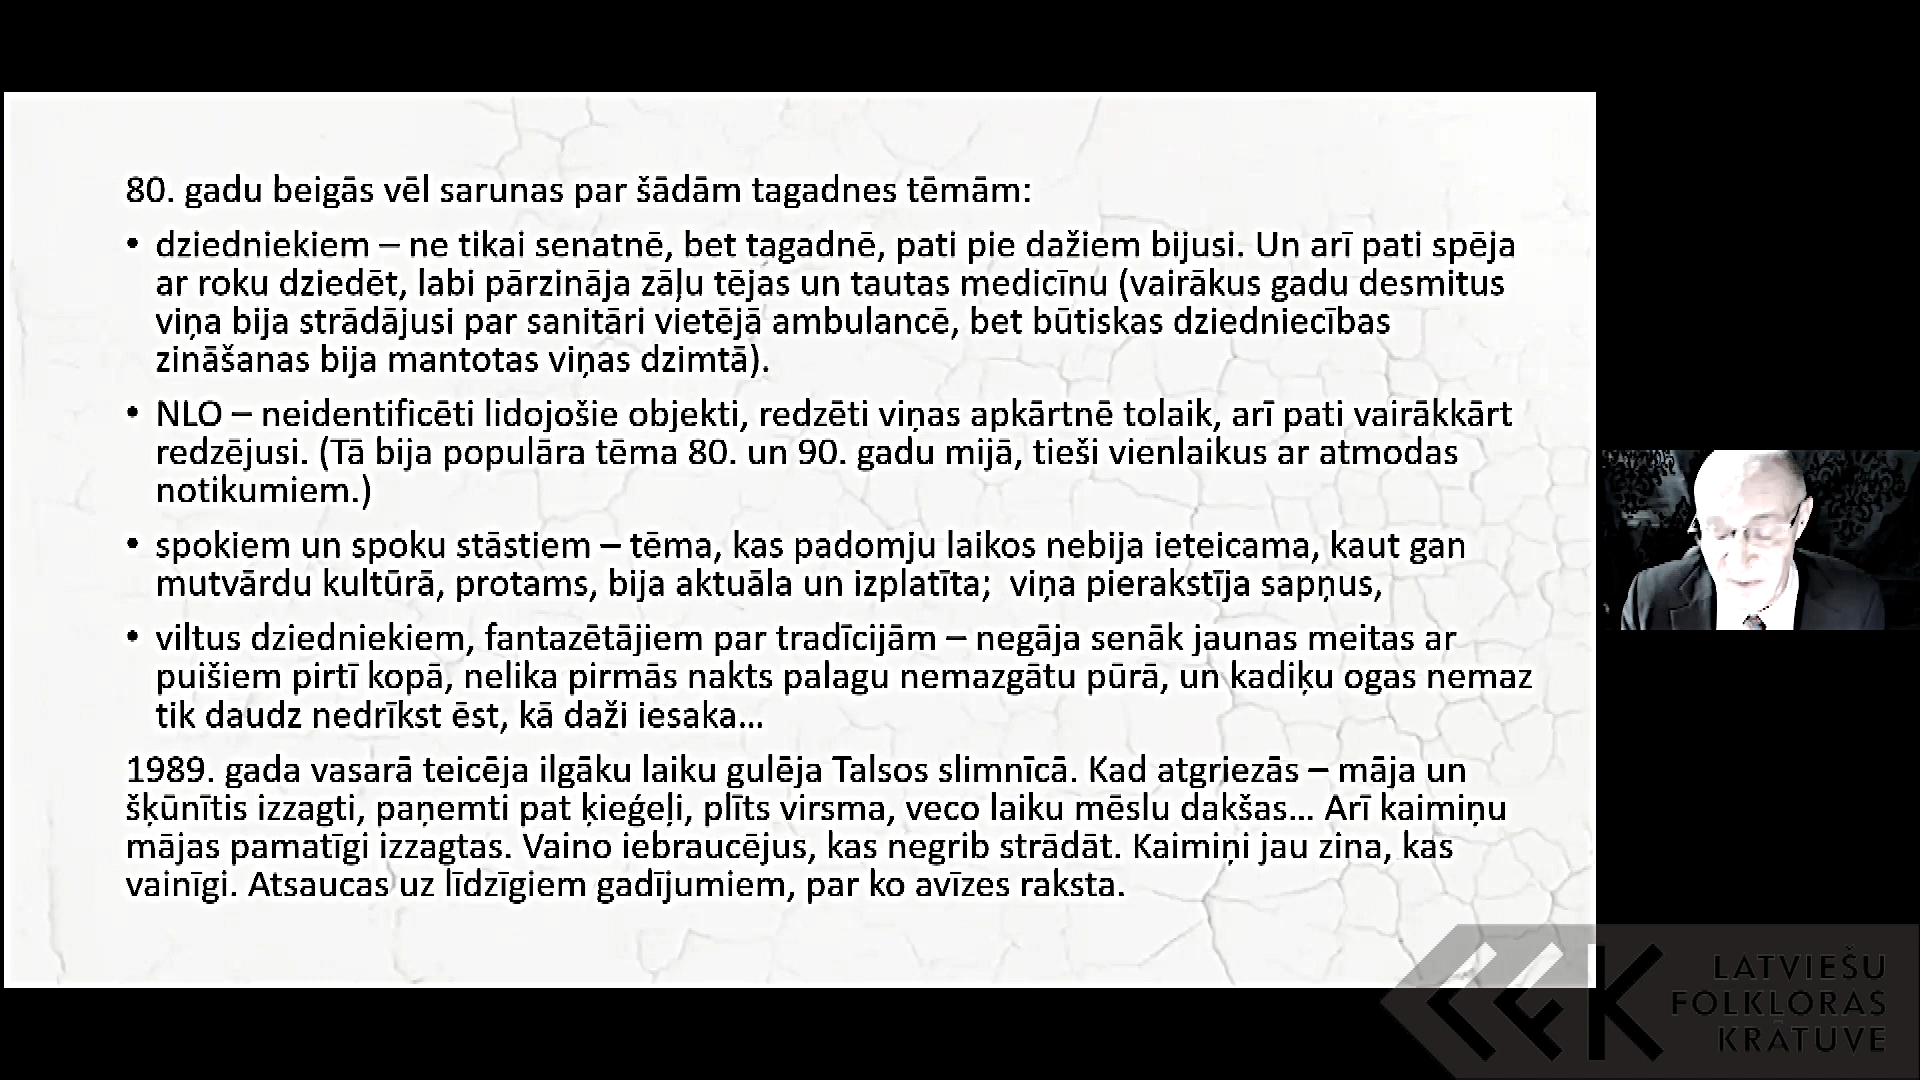 80. gadu beigās vēl sarunas par šādām tagadnes tēmām:
• dziedniekiem – ne tikai senatnē, bet tagadnē, pati pie dažiem bijusi. Un arī pati spēja
ar roku dziedēt, labi pārzināja zāļu tējas un tautas medicīnu (vairākus gadu desmitus
viņa bija strādājusi par sanitāri vietējā ambulancē, bet būtiskas dziedniecības
zināšanas bija mantotas viņas dzimtā).
• NLO – neidentificēti lidojošie objekti, redzēti viņas apkārtnē tolaik, arī pati vairākkārt
redzējusi. (Tā bija populāra tēma 80. un 90. gadu mijā, tieši vienlaikus ar atmodas
notikumiem.)
• spokiem un spoku stāstiem – tēma, kas padomju laikos nebija ieteicama, kaut gan
mutvārdu kultūrā, protams, bija aktuāla un izplatīta; viņa pierakstīja sapņus,
• viltus dziedniekiem, fantazētājiem par tradīcijām – negāja senāk jaunas meitas ar
puišiem pirtī kopā, nelika pirmās nakts palagu nemazgātu pūrā, un kadiķu ogas nemaz
tik daudz nedrīkst ēst, kā daži iesaka...
1989. gada vasarā teicēja ilgāku laiku gulēja Talsos slimnīcā. Kad atgriezās – māja un
šķūnītis izzagti, paņemti pat ķieģeļi, plīts virsma, veco laiku mēslu dakšas... Arī kaimiņu
mājas pamatīgi izzagtas. Vaino iebraucējus, kas negrib strādāt. Kaimiņi jau zina, kas
vainīgi. Atsaucas uz līdzīgiem gadījumiem, par ko avīzes raksta.
LFK
LATVIEŠU
FOLKLORAS
KRĀTUVE